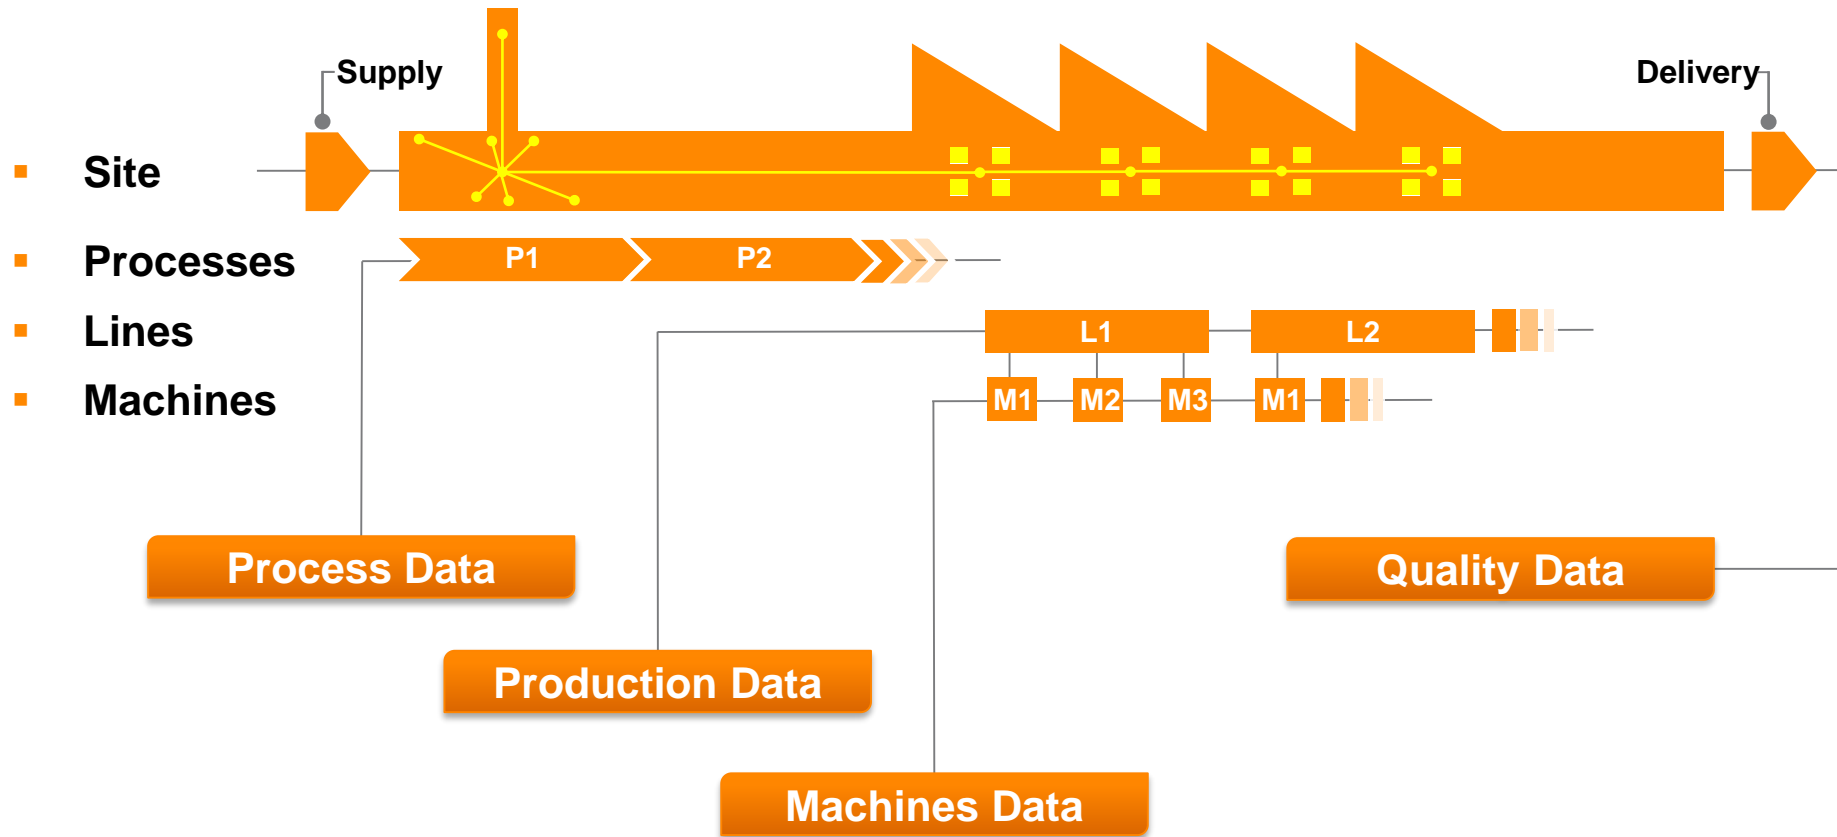 Supply
Delivery
Site
Processes
P1
P2
Lines
L1
L2
Machines
M1
M2
M3
M1
Process Data
Quality Data
Production Data
Machines Data